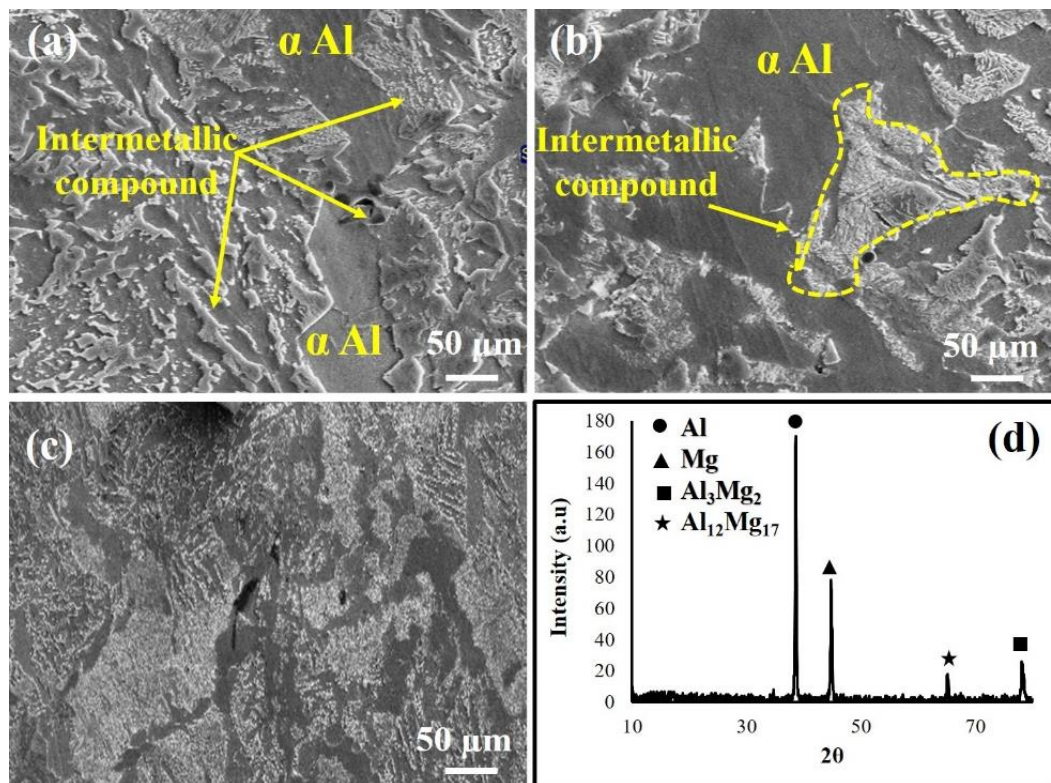 (a)
α Al
Intermetallic
compound
α Al
50 µm
(b)
α Al
Intermetallic
compound
50 µm
(c)
50 µm
(d)
● Al
▲ Mg
■ Al₃Mg₂
★ Al₁₂Mg₁₇
Intensity (a.u)
180
160
140
120
100
80
60
40
20
0
10 30 50 70
2θ